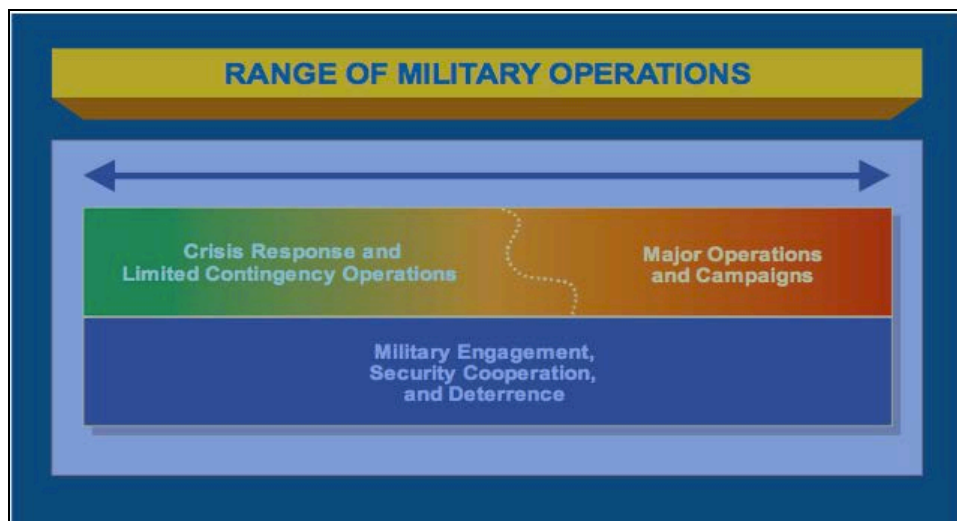 RANGE OF MILITARY OPERATIONS
Crisis Response and
Limited Contingency Operations
Major Operations
and Campaigns
Military Engagement,
Security Cooperation,
and Deterrence